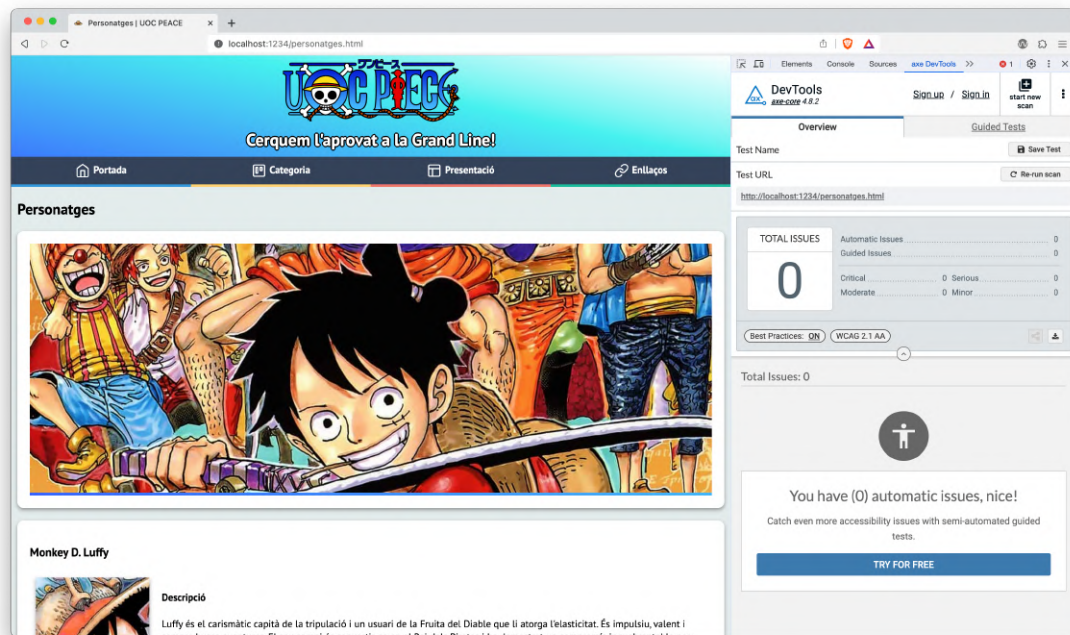 Personatges | UOC PEACE
localhost:1234/personatges.html
ワンピース
UOC PIECE
Cerquem l'aprovat a la Grand Line!
Portada
Categoria
Presentació
Enllaços
Personatges
Monkey D. Luffy
Descripció
Luffy és el carismàtic capità de la tripulació i un usuari de la Fruita del Diable que li atorga l'elasticitat. És impulsiu, valent i
Elements Console Sources axe DevTools 1
DevTools
axe-core 4.8.2
Sign up / Sign in
start new
scan
Overview
Guided Tests
Test Name
Save Test
Test URL
Re-run scan
http://localhost:1234/personatges.html
TOTAL ISSUES
0
Automatic Issues 0
Guided Issues 0
Critical 0 Serious 0
Moderate 0 Minor 0
Best Practices: ON WCAG 2.1 AA
Total Issues: 0
You have (0) automatic issues, nice!
Catch even more accessibility issues with semi-automated guided
tests.
TRY FOR FREE